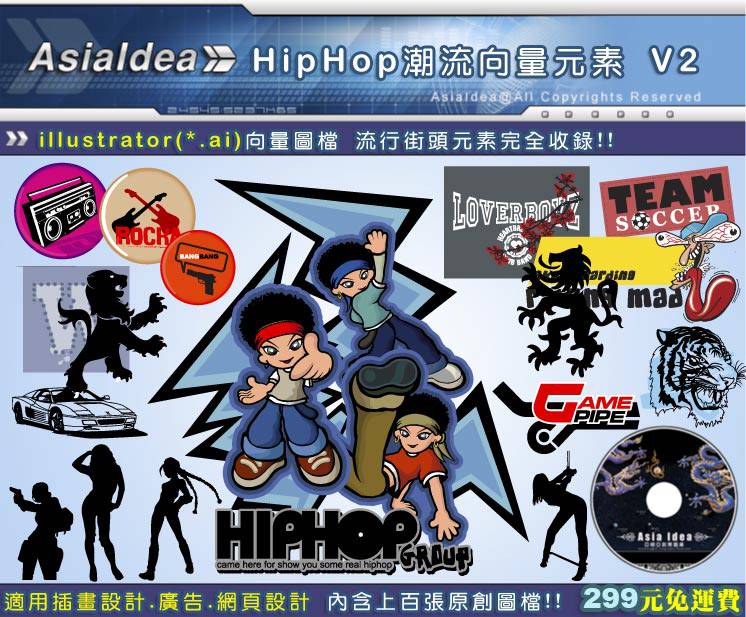 AsiaIdea HipHop潮流向量元素 V2
AsiaIdea@All Copyrights Reserved
illustrator(*.ai)向量圖檔 流行街頭元素完全收錄!!
ROCK
BANG BANG
LOVERBOYZ
TEAM
SOCCER
mad
GAME
PIPE
HIPHOP
GROUP
came here for show you some real hiphop
Asia Idea
適用插畫設計.廣告.網頁設計 內含上百張原創圖檔!! 299元免運費